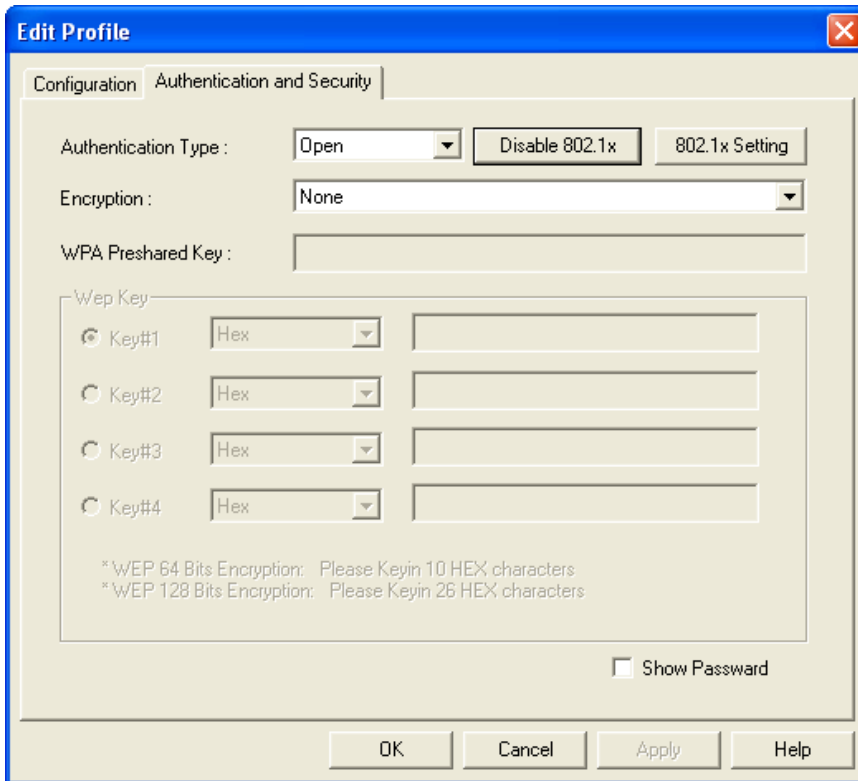 Edit Profile
Configuration
Authentication and Security
Authentication Type :
Open
Disable 802.1x
802.1x Setting
Encryption :
None
WPA Preshared Key :
Wep Key
Key#1
Hex
Key#2
Hex
Key#3
Hex
Key#4
Hex
* WEP 64 Bits Encryption: Please Keyin 10 HEX characters
* WEP 128 Bits Encryption: Please Keyin 26 HEX characters
Show Passward
OK
Cancel
Apply
Help